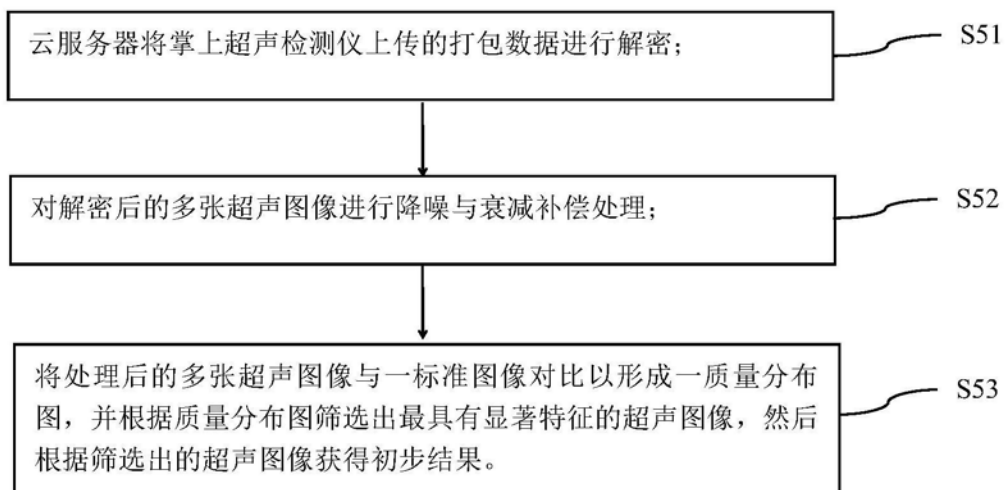 云服务器将掌上超声检测仪上传的打包数据进行解密；
S51
对解密后的多张超声图像进行降噪与衰减补偿处理；
S52
将处理后的多张超声图像与一标准图像对比以形成一质量分布
图，并根据质量分布图筛选出最具有显著特征的超声图像，然后
根据筛选出的超声图像获得初步结果。
S53